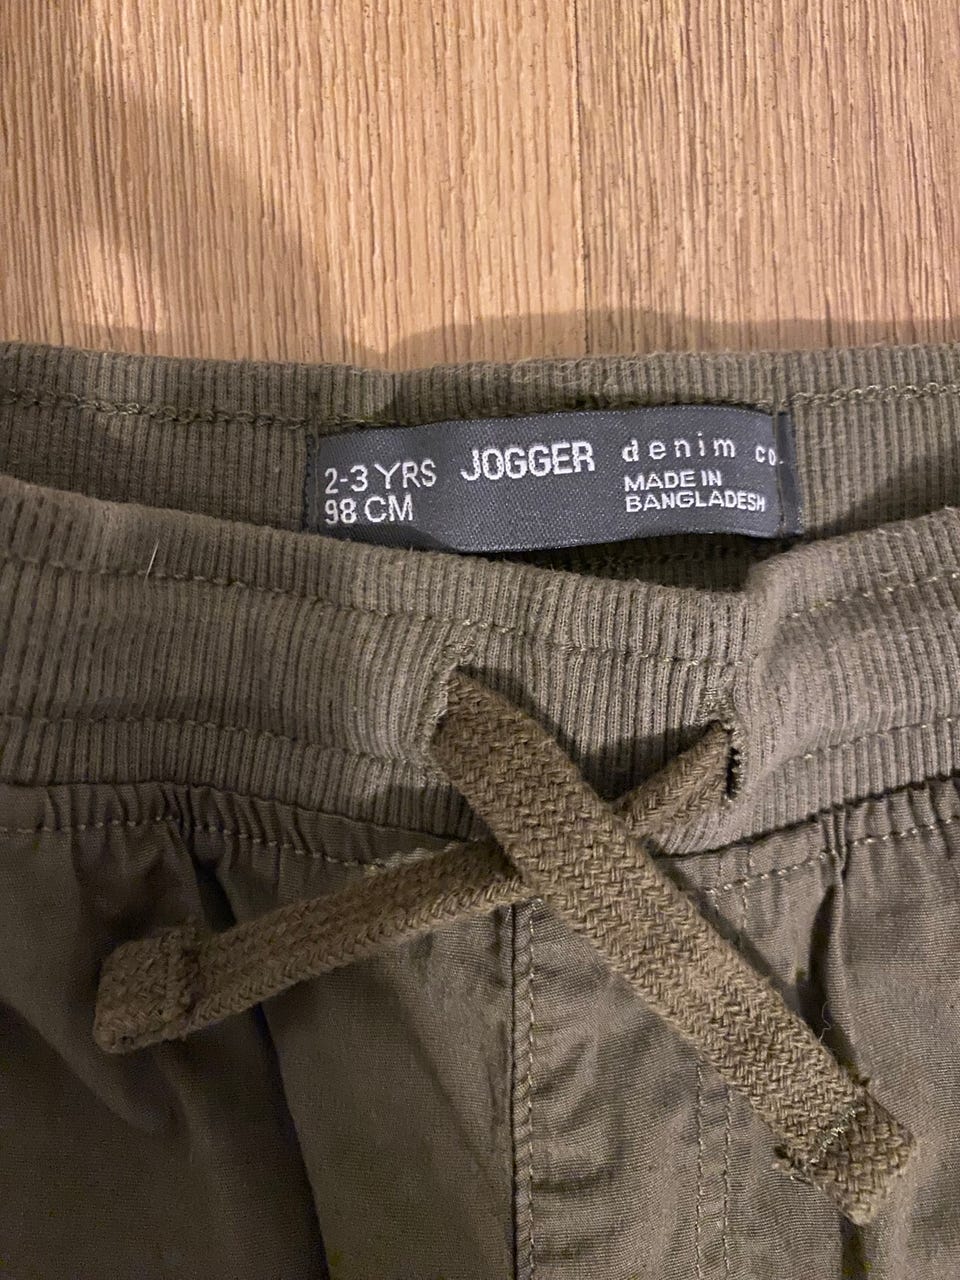 2-3 YRS
98 CM
JOGGER
denim co.
MADE IN
BANGLADESH